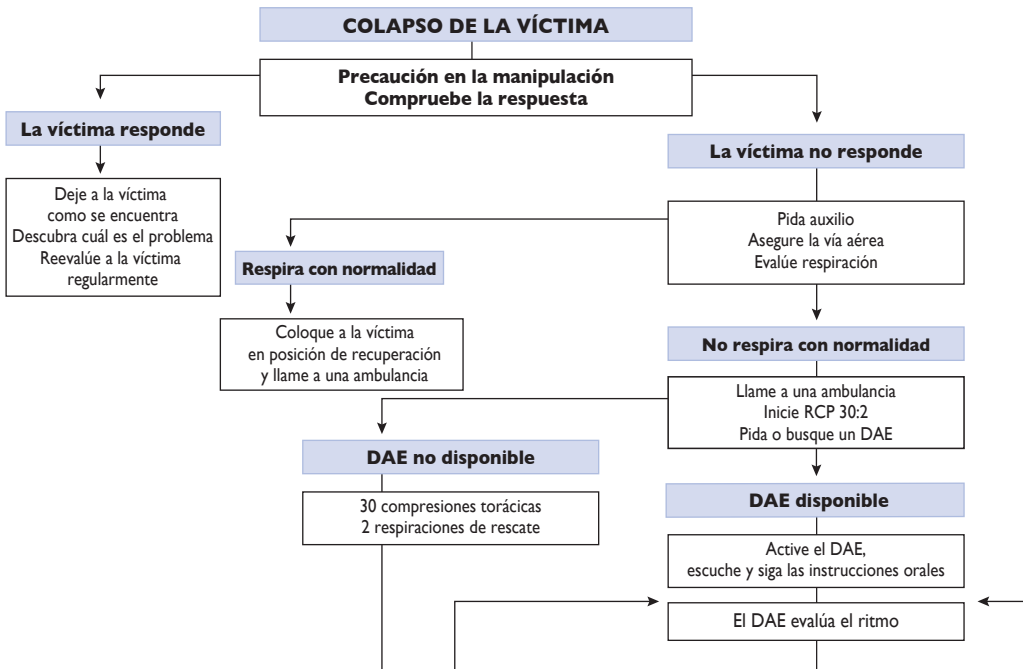 COLAPSO DE LA VÍCTIMA
Precaución en la manipulación
Compruebe la respuesta
La víctima responde
Deje a la víctima
como se encuentra
Descubra cuál es el problema
Reevalúe a la víctima
regularmente
La víctima no responde
Pida auxilio
Asegure la vía aérea
Evalúe respiración
Respira con normalidad
Coloque a la víctima
en posición de recuperación
y llame a una ambulancia
No respira con normalidad
Llame a una ambulancia
Inicie RCP 30:2
Pida o busque un DAE
DAE no disponible
30 compresiones torácicas
2 respiraciones de rescate
DAE disponible
Active el DAE,
escuche y siga las instrucciones orales
El DAE evalúa el ritmo